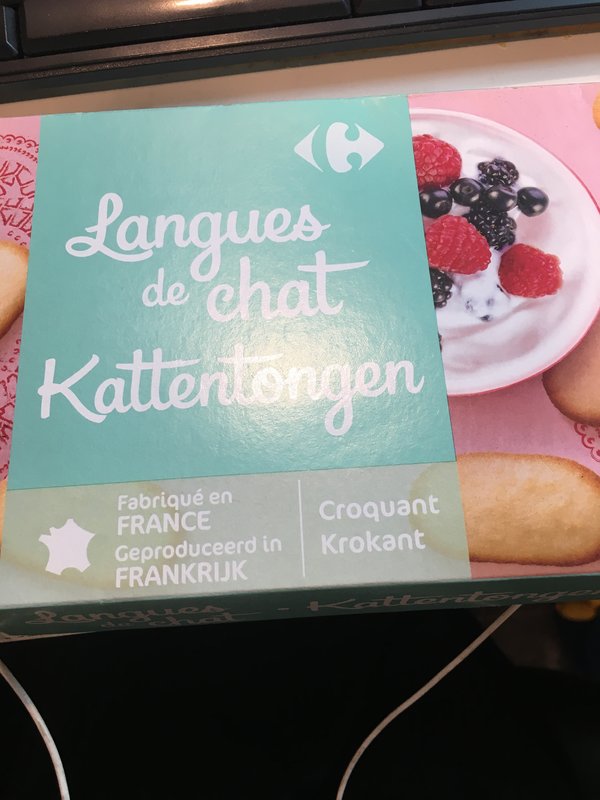 Langues
de chat
Kattentongen
Fabriqué en
FRANCE
Geproduceerd in
FRANKRIJK
Croquant
Krokant
Langues
de chat - Kattentongen